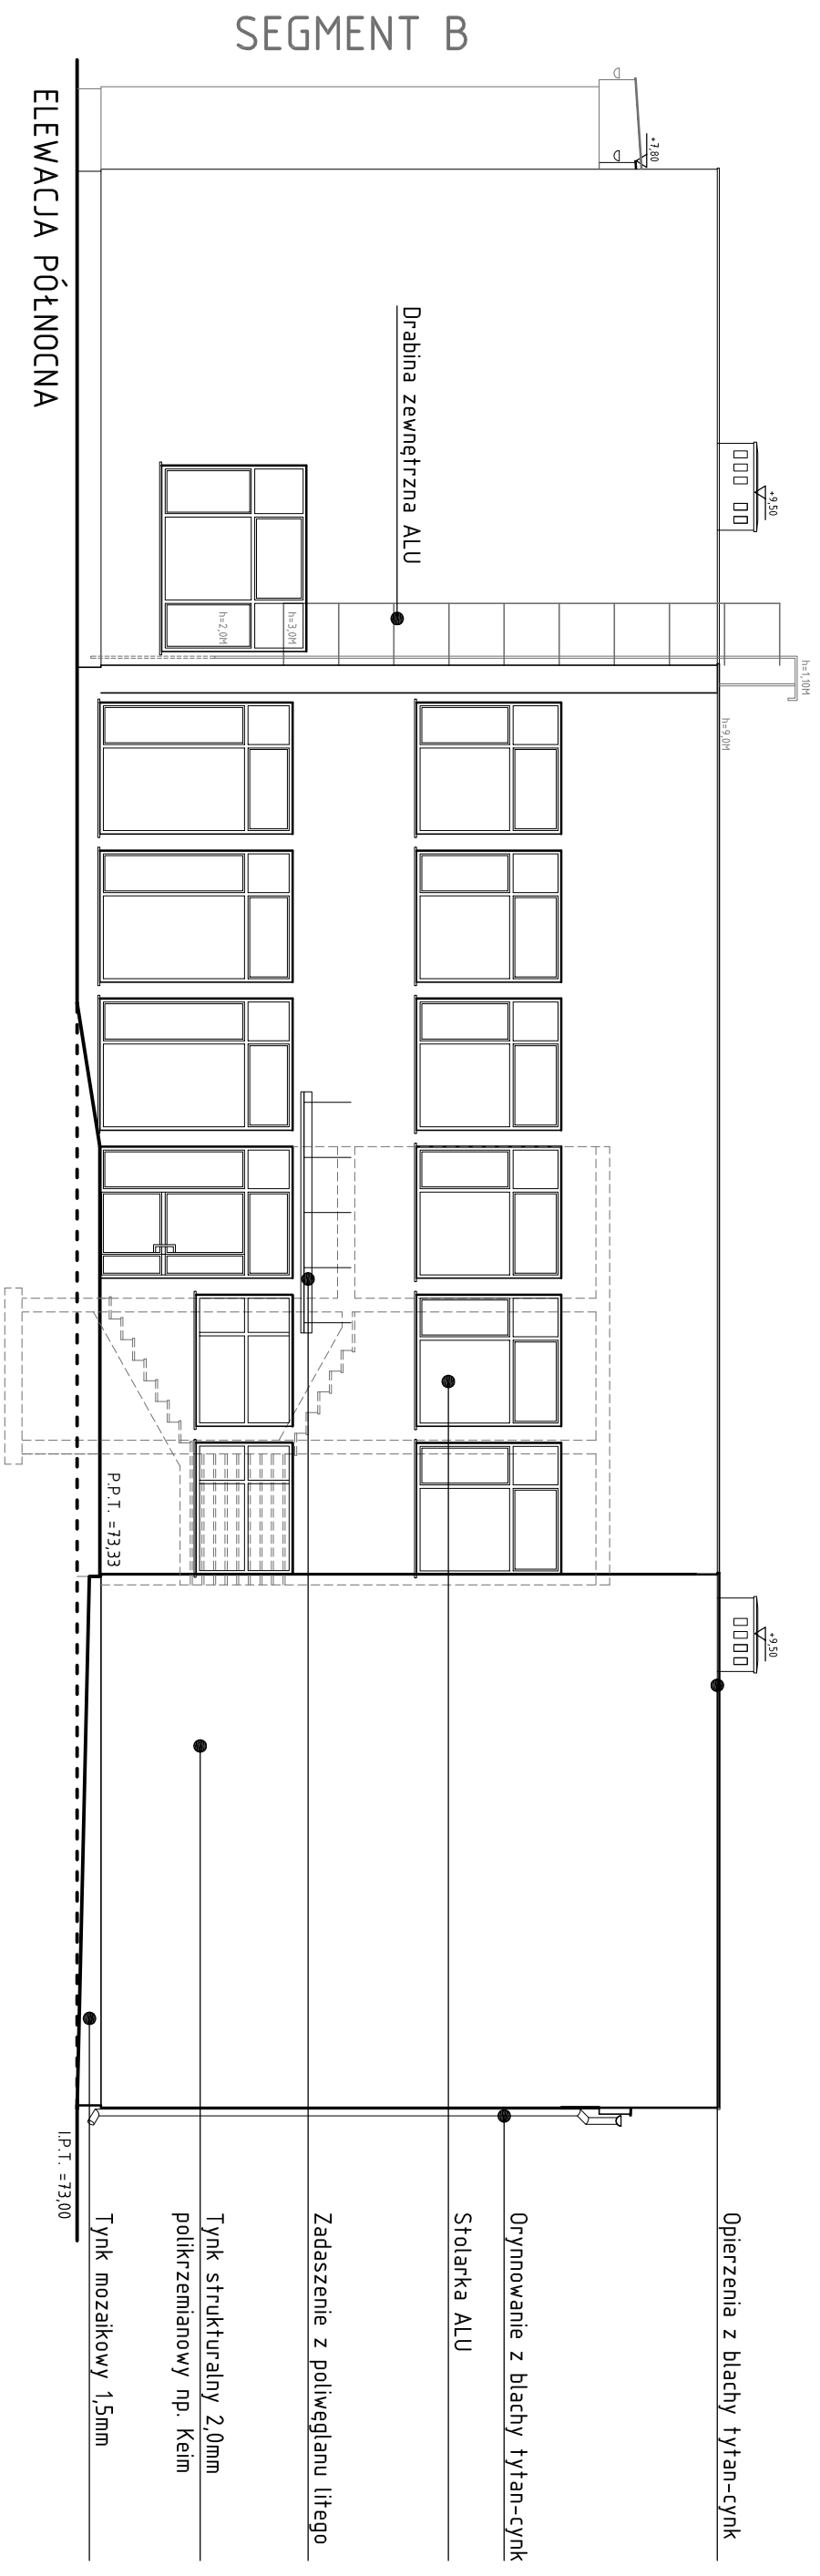 SEGMENT B
ELEWACJA PÓŁNOCNA
+7,80
Drabina zewnętrzna ALU
+9,50
h=2,0M
h=3,0M
h=1,10M
h=9,0M
P.P.T. =73,33
+9,50
I.P.T. =73,00
Opierzenia z blachy tytan-cynk
Orynnowanie z blachy tytan-cynk
Stolarka ALU
Zadaszenie z poliwęglanu litego
Tynk strukturalny 2,0mm
polikrzemianowy np. Keim
Tynk mozaikowy 1,5mm